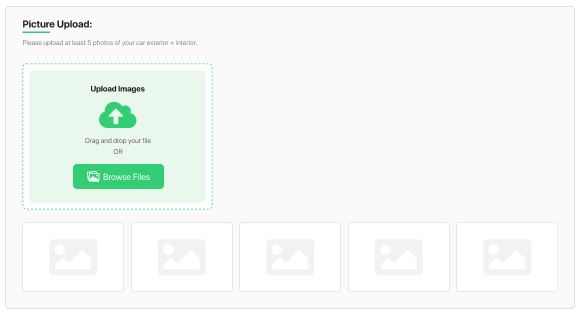 Picture Upload:
Please upload at least 5 photos of your car exterior + interior.
Upload Images
Drag and drop your file
OR
Browse Files